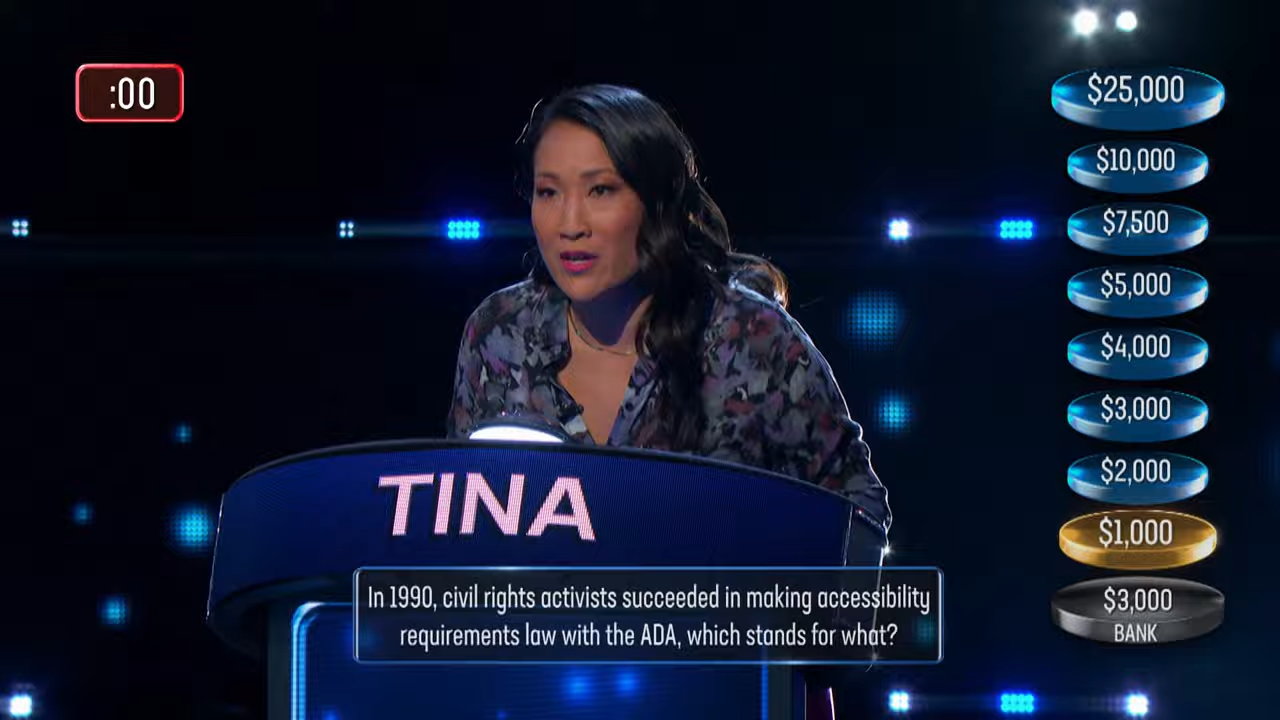 :00
$25,000
$10,000
$7,500
$5,000
$4,000
$3,000
$2,000
$1,000
$3,000
BANK
TINA
In 1990, civil rights activists succeeded in making accessibility
requirements law with the ADA, which stands for what?